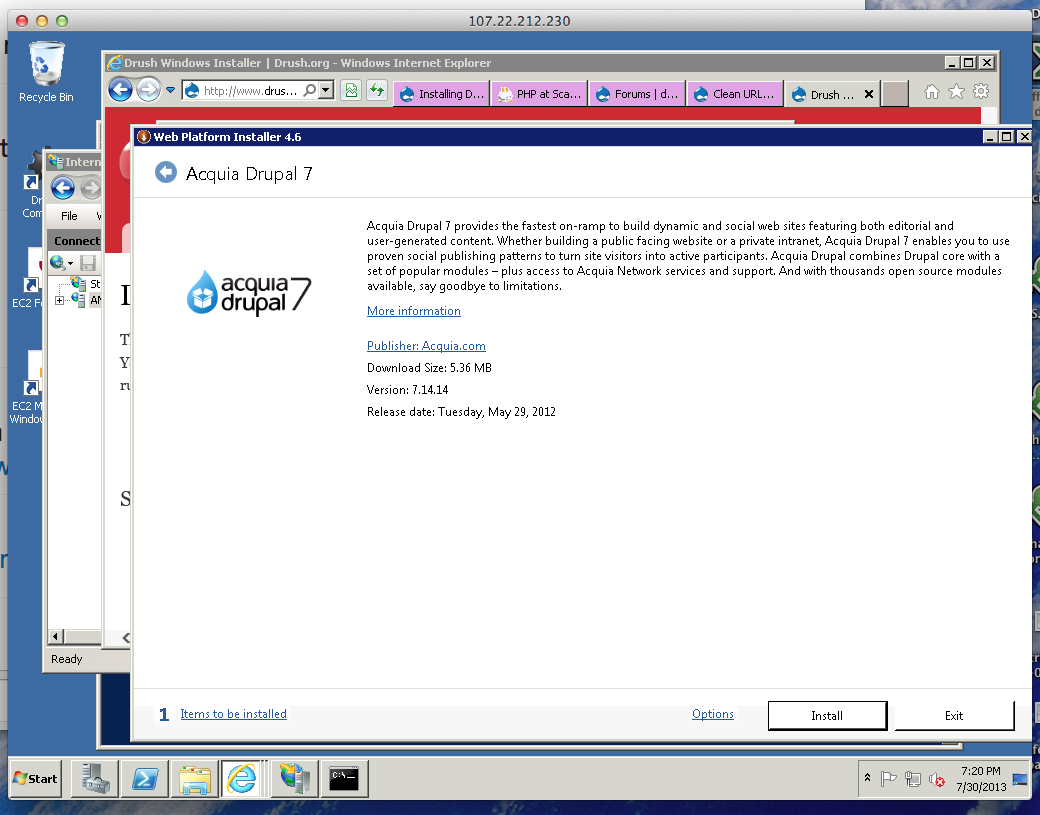 107.22.212.230
Recycle Bin
Drush Windows Installer | Drush.org - Windows Internet Explorer
http://www.drus...
Installing D...
PHP at Sca...
Forums | d...
Clean URL...
Drush ...
Web Platform Installer 4.6
Intern
Acquia Drupal 7
File
Connect
St
EC2
EC2 M
Window
Ready
acquia
drupal 7
Acquia Drupal 7 provides the fastest on-ramp to build dynamic and social web sites featuring both editorial and
user-generated content. Whether building a public facing website or a private intranet, Acquia Drupal 7 enables you to use
proven social publishing patterns to turn site visitors into active participants. Acquia Drupal combines Drupal core with a
set of popular modules – plus access to Acquia Network services and support. And with thousands open source modules
available, say goodbye to limitations.
More information
Publisher: Acquia.com
Download Size: 5.36 MB
Version: 7.14.14
Release date: Tuesday, May 29, 2012
1 Items to be installed
Options
Install
Exit
Start
C:\
7:20 PM
7/30/2013